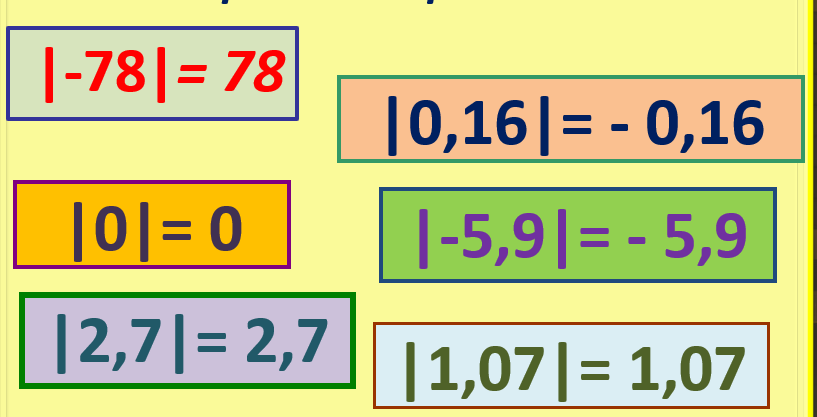 |-78|= 78
|0,16|= - 0,16
|0|= 0
|-5,9|= - 5,9
|2,7|= 2,7
|1,07|= 1,07